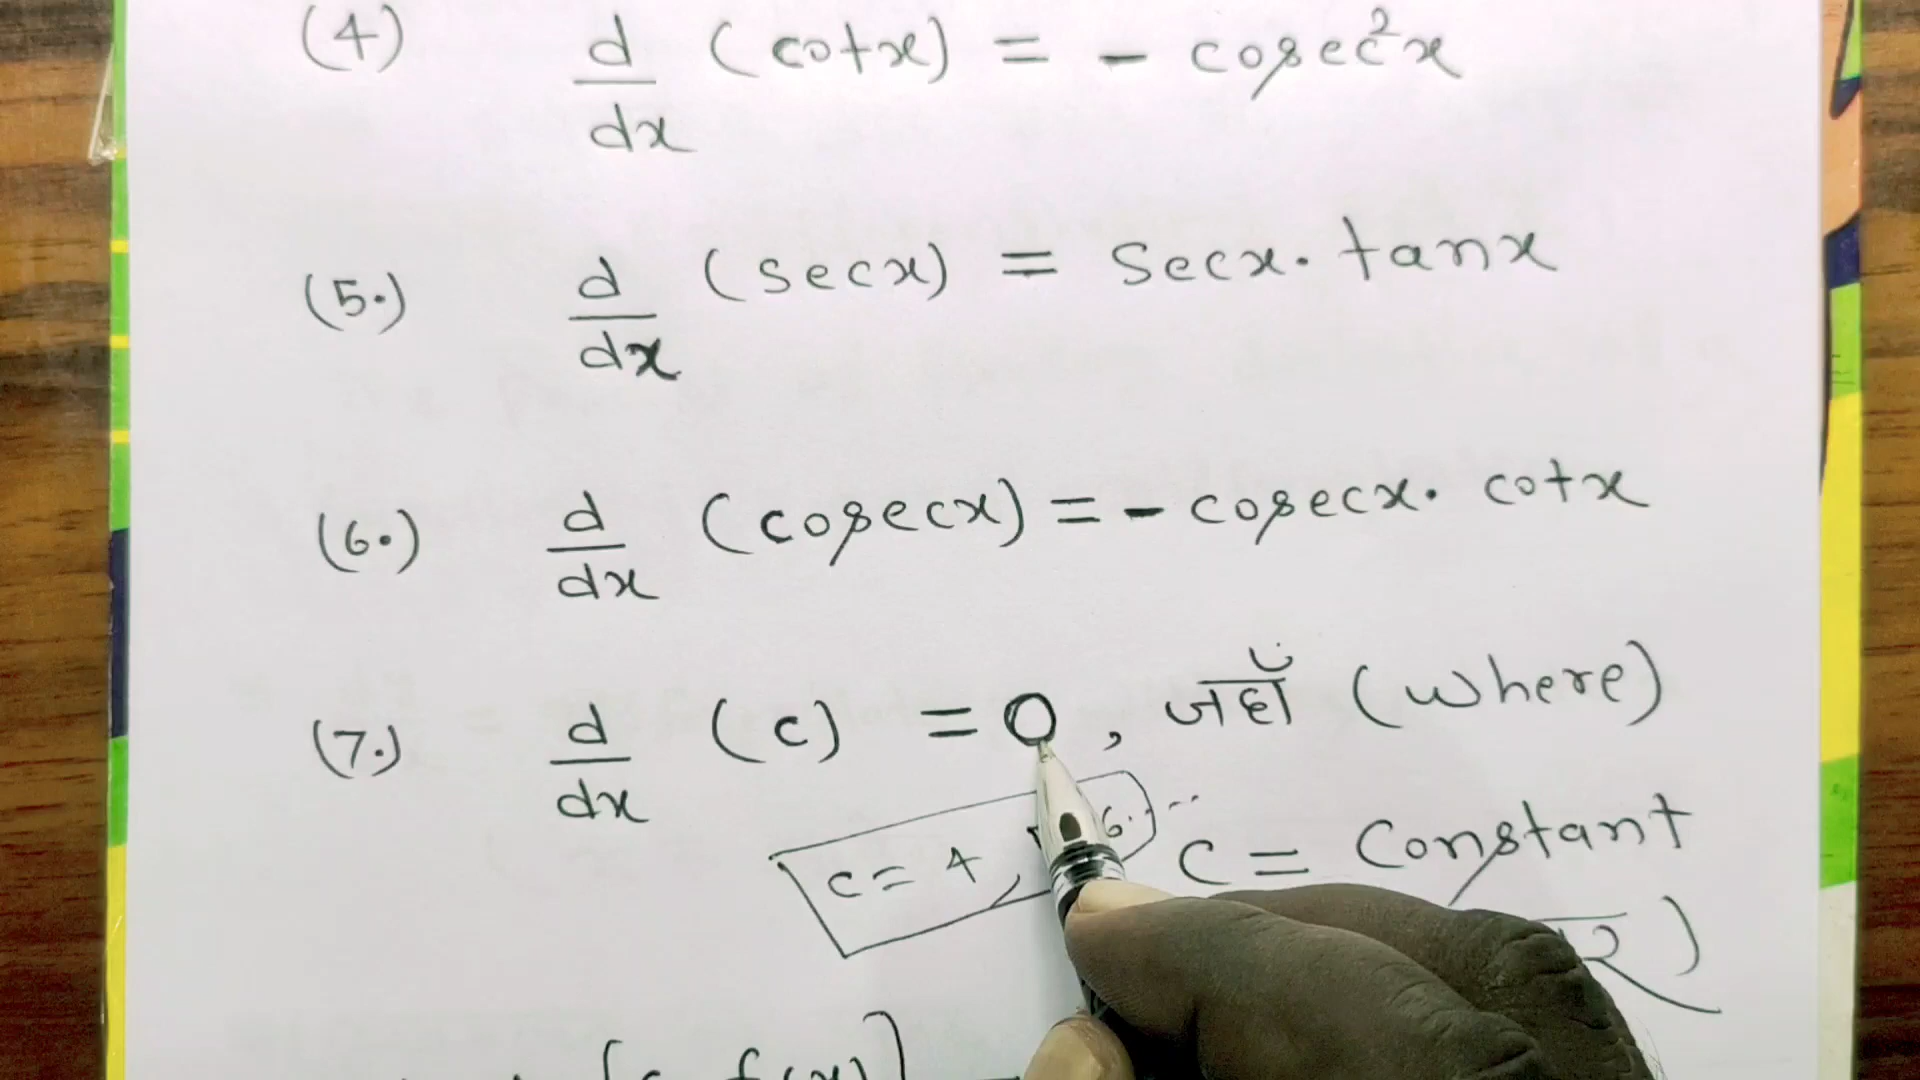 (4) d/dx (cotx) = - cosec²x
(5.) d/dx (secx) = Secx. tanx
(6.) d/dx (cosecx) = - cosecx. cotx
(7.) d/dx (c) = 0, जहाँ (where)
c = 4, 6. . --
C = Constant
)
f(x)]